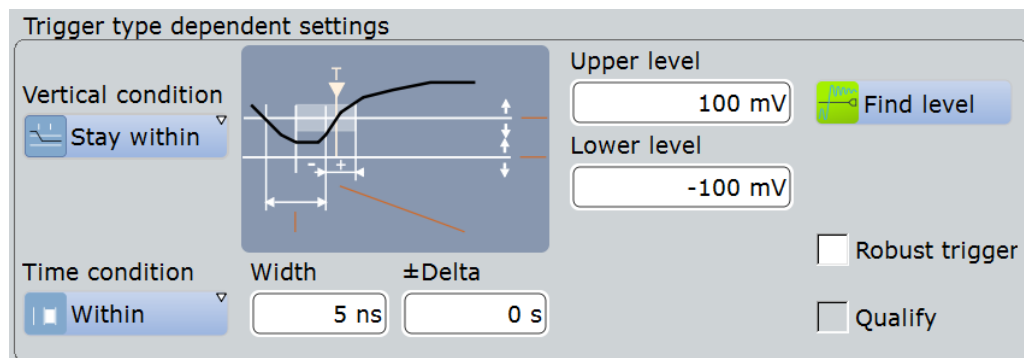 Trigger type dependent settings
Vertical condition
Stay within
T
- +
Upper level
100 mV
Find level
Lower level
-100 mV
Robust trigger
Time condition
Within
Width
5 ns
±Delta
0 s
Qualify